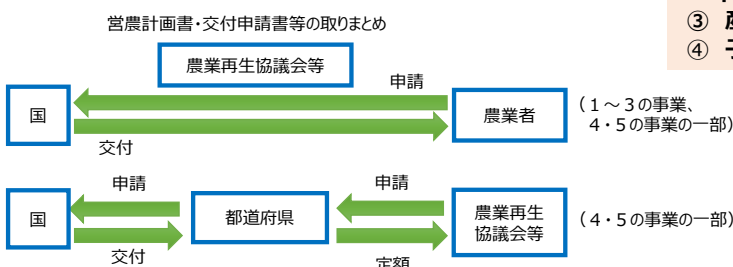 営農計画書・交付申請書等の取りまとめ
農業再生協議会等
申請
国
農業者
(1~3の事業、
4・5の事業の一部)
交付
申請
申請
国
都道府県
農業再生
協議会等
(4・5の事業の一部)
交付
定額
③
④